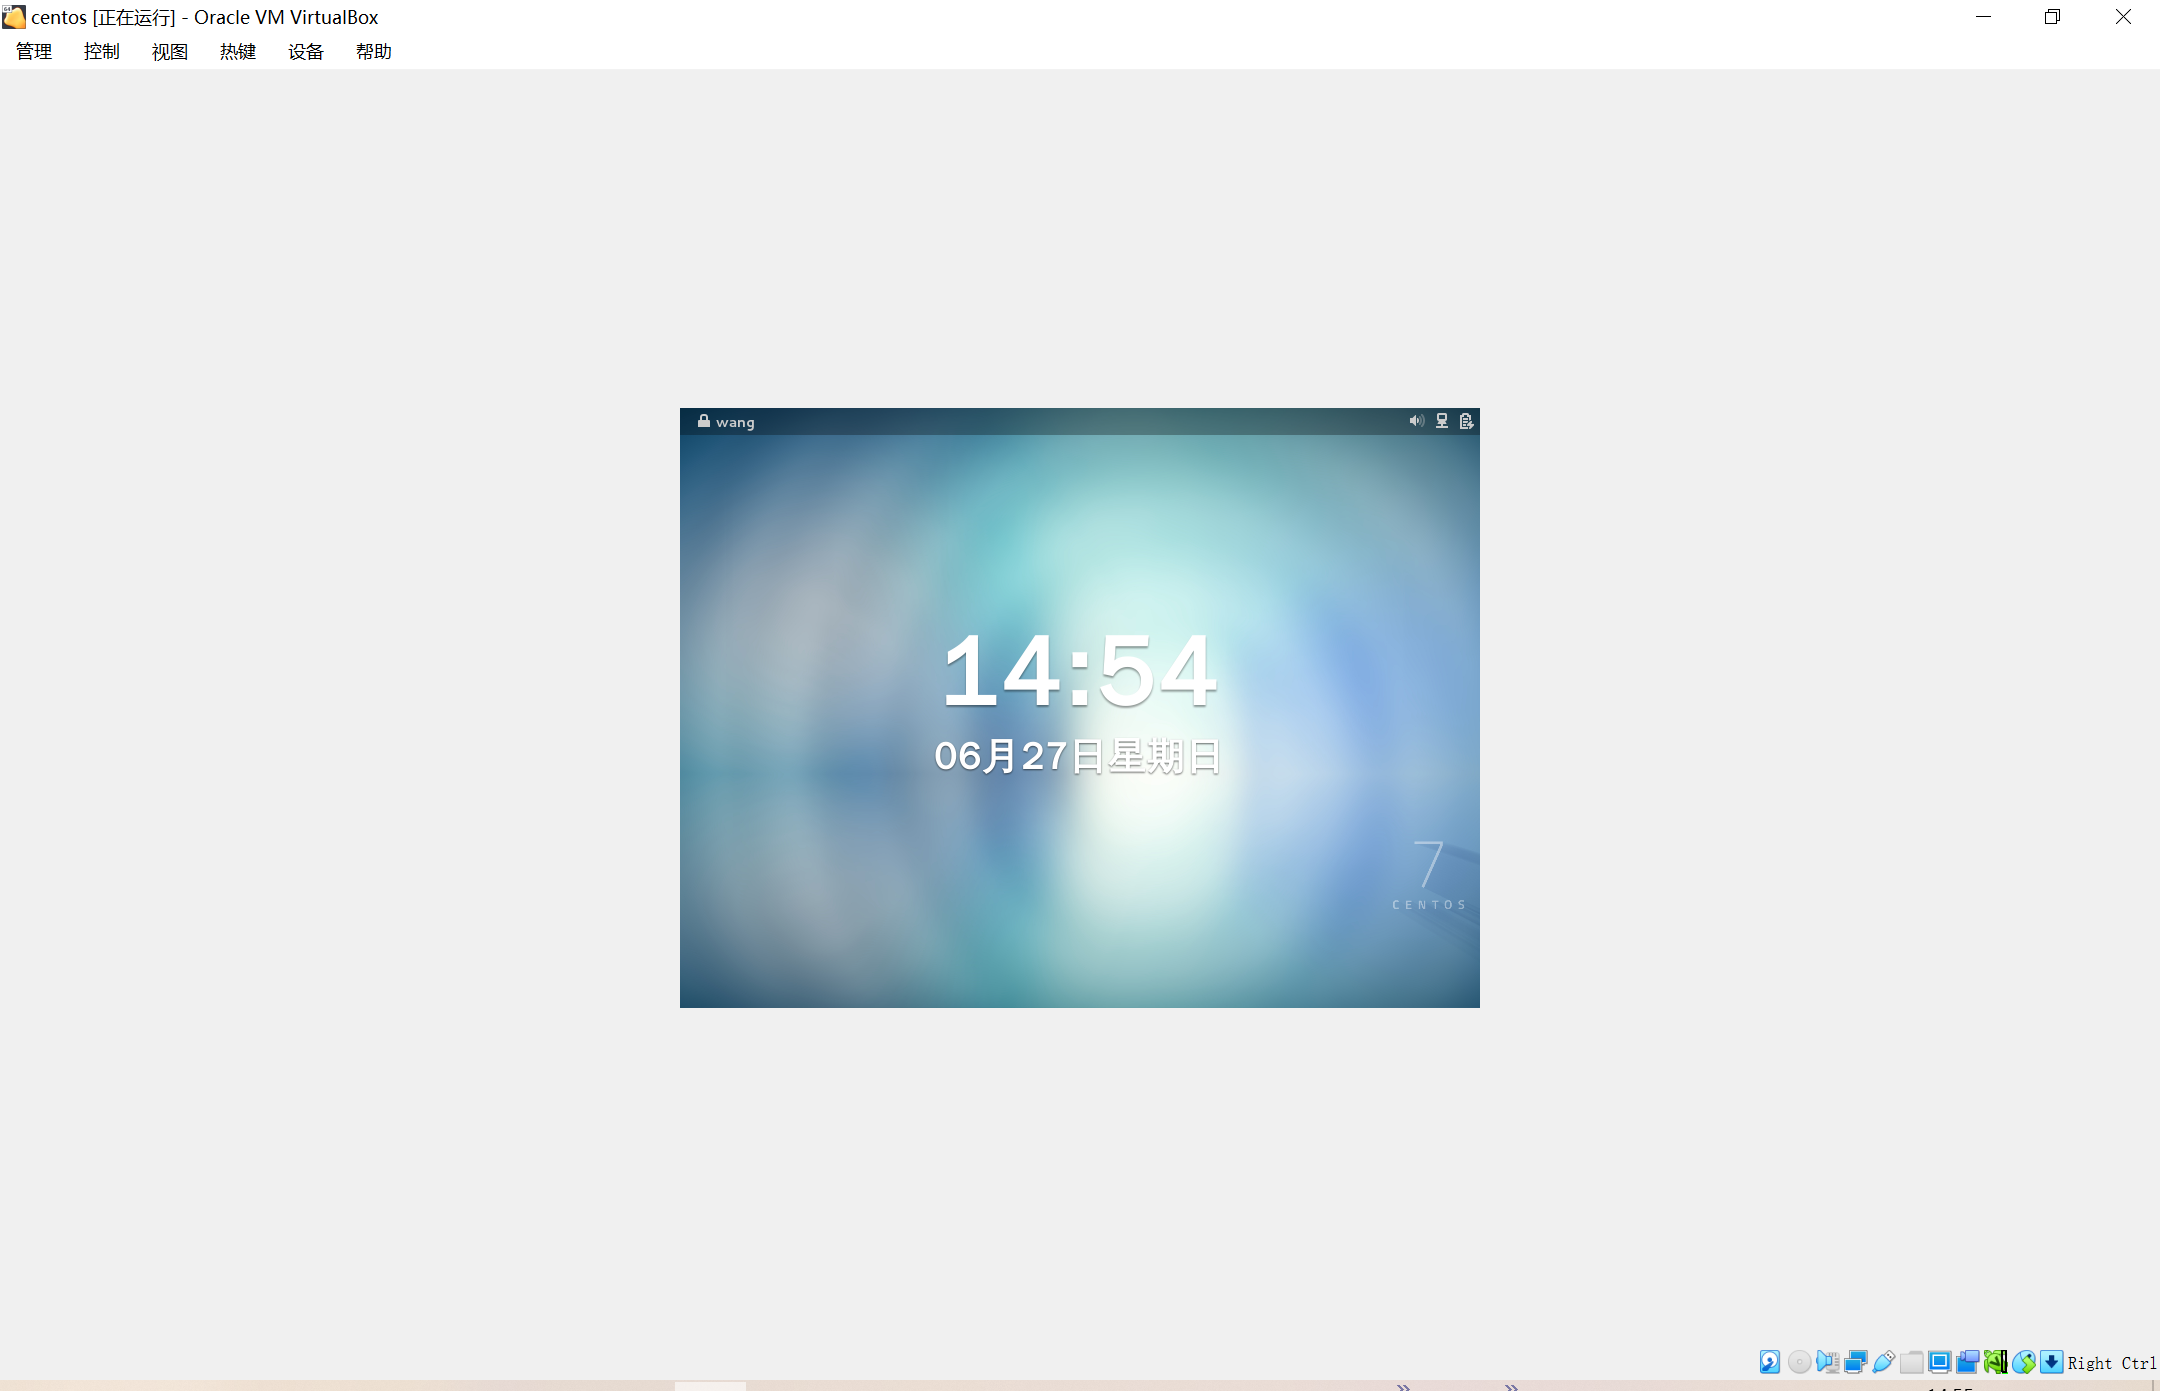 centos [正在运行] - Oracle VM VirtualBox
管理 控制 视图 热键 设备 帮助
wang
14:54
06月27日星期日
7
CENTOS
Right Ctrl